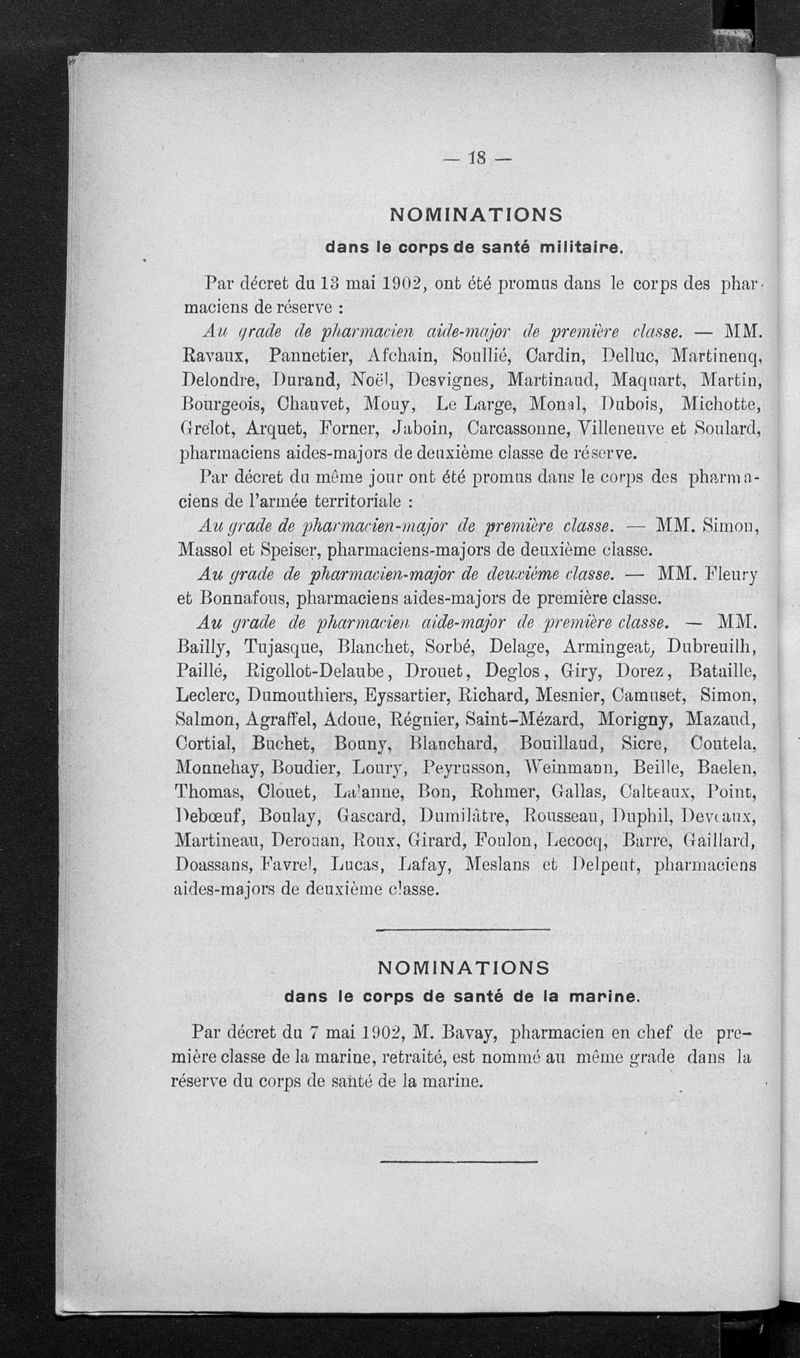 — 18 —
NOMINATIONS
dans le corps de santé militaire.
Par décret du 13 mai 1902, ont été promus dans le corps des phar-
maciens de réserve :
Au grade de pharmacien aide-major de première classe. — MM.
Ravaux, Pannetier, Afchain, Soullié, Cardin, Delluc, Martinenq,
Delondre, Durand, Noël, Desvignes, Martinaud, Maquart, Martin,
Bourgeois, Chauvet, Mouy, Le Large, Monal, Dubois, Michotte,
Grelot, Arquet, Forner, Jaboin, Carcassonne, Villeneuve et Soulard,
pharmaciens aides-majors de deuxième classe de réserve.
Par décret du même jour ont été promus dans le corps des pharma-
ciens de l'armée territoriale :
Au grade de pharmacien-major de première classe. — MM. Simon,
Massol et Speiser, pharmaciens-majors de deuxième classe.
Au grade de pharmacien-major de deuxième classe. — MM. Fleury
et Bonnafous, pharmaciens aides-majors de première classe.
Au grade de pharmacien aide-major de première classe. — MM.
Bailly, Tujasque, Blanchet, Sorbé, Delage, Armingeat, Dubreuilh,
Paillé, Rigollot-Delaube, Drouet, Deglos, Giry, Dorez, Bataille,
Leclerc, Dumouthiers, Eyssartier, Richard, Mesnier, Camuset, Simon,
Salmon, Agraffel, Adoue, Régnier, Saint-Mézard, Morigny, Mazaud,
Cortial, Buchet, Bouny, Blanchard, Bouillaud, Sicre, Coutela,
Monnehay, Boudier, Loury, Peyrusson, Weinmann, Beille, Baelen,
Thomas, Clouet, Lalanne, Bon, Rohmer, Gallas, Calteaux, Point,
Debœuf, Boulay, Gascard, Dumilâtre, Rousseau, Duphil, Deveaux,
Martineau, Derouan, Roux, Girard, Foulon, Lecocq, Barre, Gaillard,
Doassans, Favrel, Lucas, Lafay, Meslans et Delpeut, pharmaciens
aides-majors de deuxième classe.
NOMINATIONS
dans le corps de santé de la marine.
Par décret du 7 mai 1902, M. Bavay, pharmacien en chef de pre-
mière classe de la marine, retraité, est nommé au même grade dans la
réserve du corps de santé de la marine.